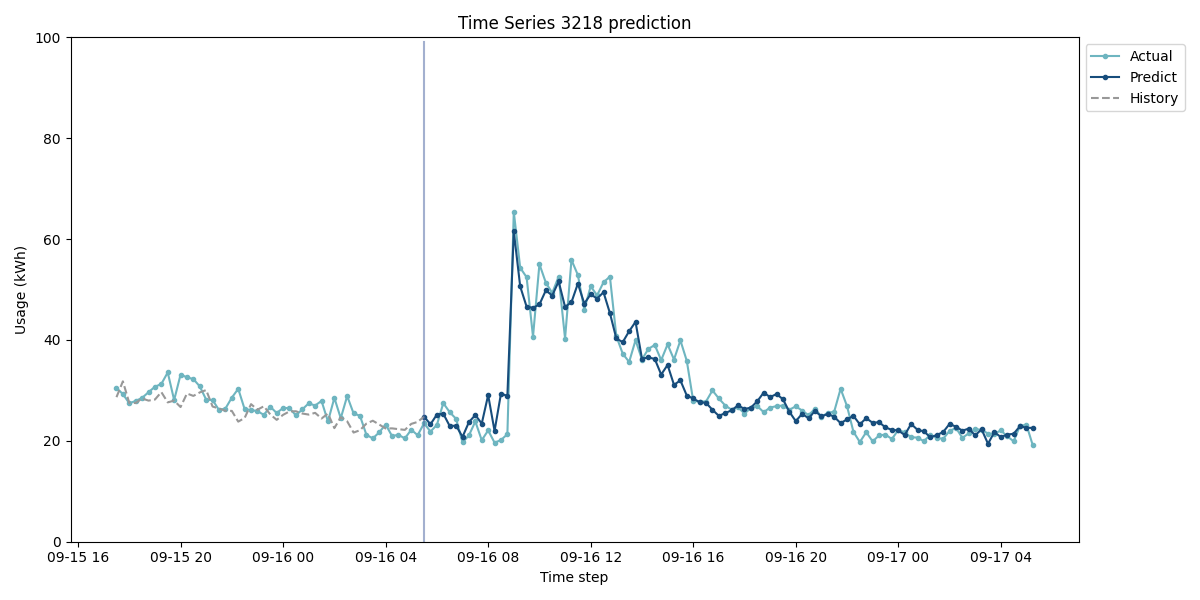 Time Series 3218 prediction
100
80
60
40
20
0
Usage (kWh)
09-15 16
09-15 20
09-16 00
09-16 04
09-16 08
09-16 12
09-16 16
09-16 20
09-17 00
09-17 04
Time step
Actual
Predict
History